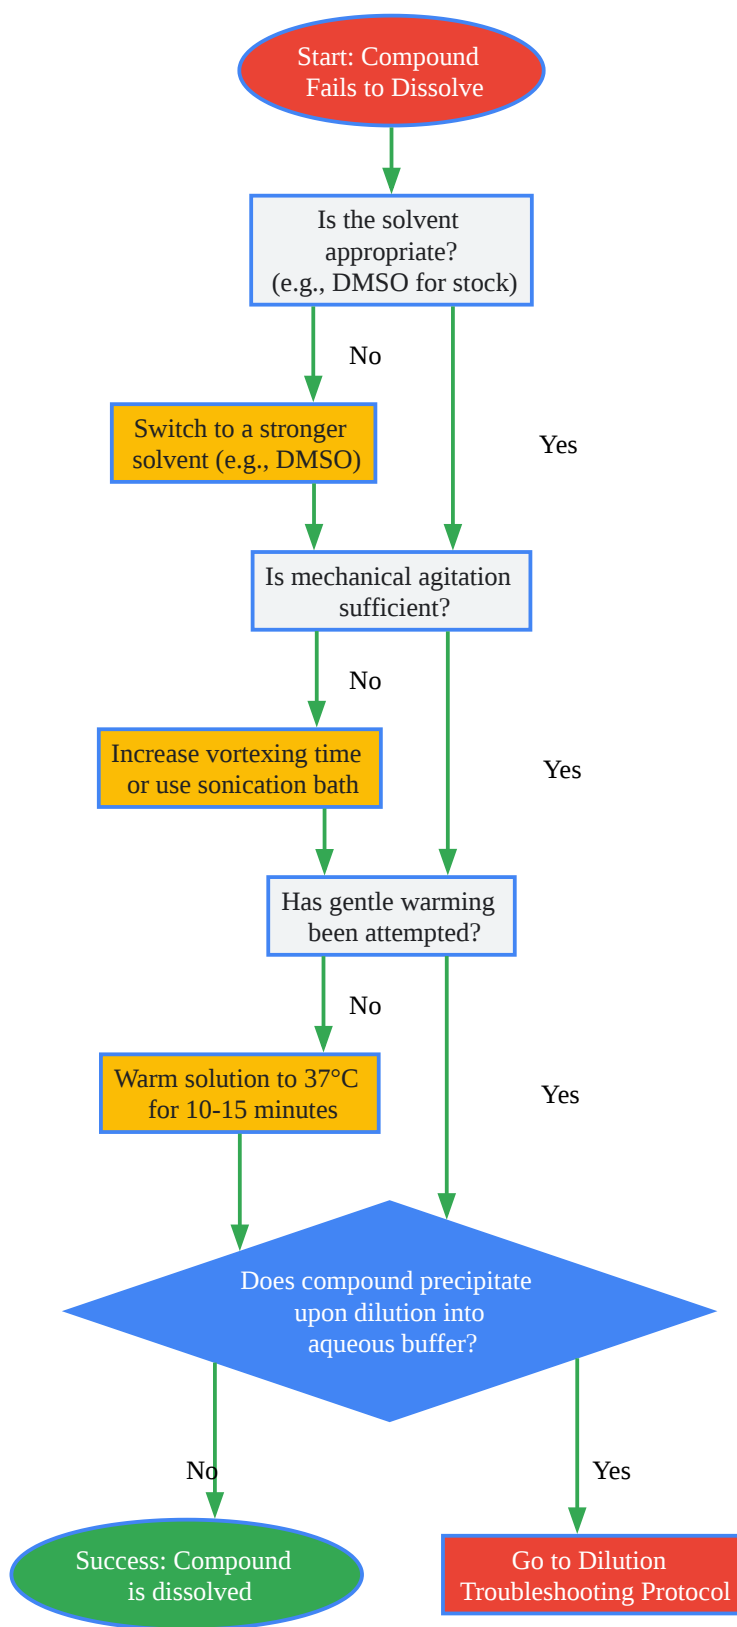 Start: Compound
Fails to Dissolve
Is the solvent
appropriate?
(e.g., DMSO for stock)
No
Switch to a stronger
solvent (e.g., DMSO)
Yes
Is mechanical agitation
sufficient?
No
Increase vortexing time
or use sonication bath
Yes
Has gentle warming
been attempted?
No
Warm solution to 37°C
for 10-15 minutes
Yes
Does compound precipitate
upon dilution into
aqueous buffer?
No
Yes
Success: Compound
is dissolved
Go to Dilution
Troubleshooting Protocol